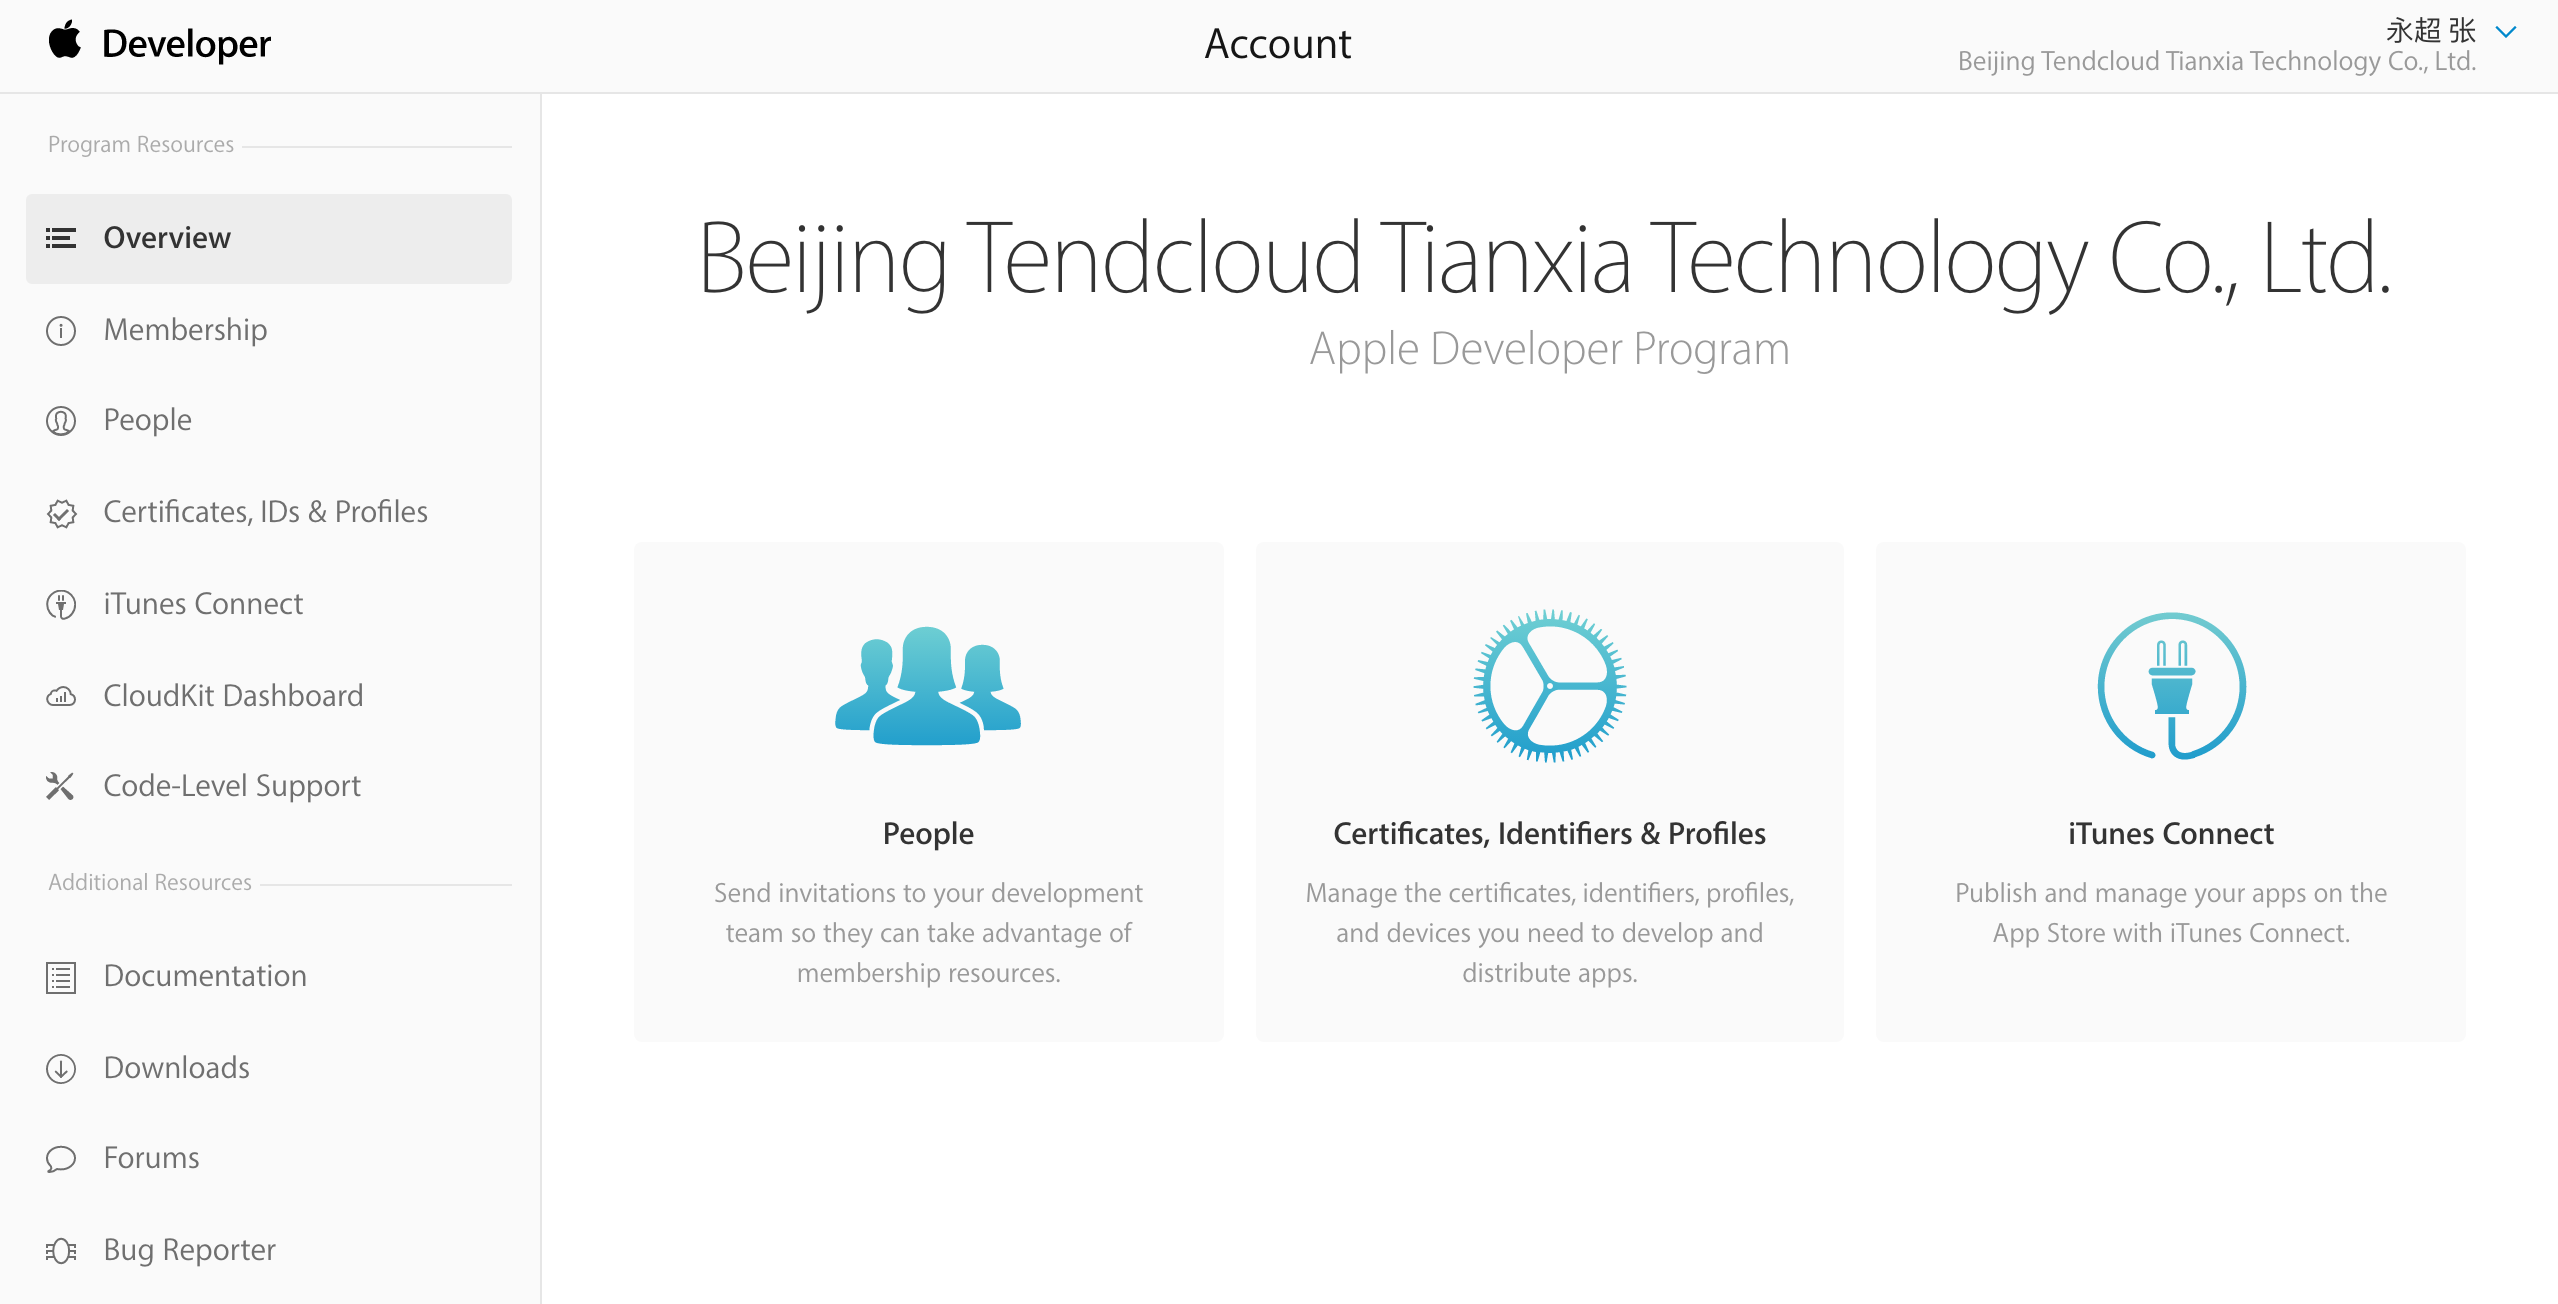 Developer
Account
永超 张
Beijing Tendcloud Tianxia Technology Co., Ltd.
Program Resources
Overview
Membership
People
Certificates, IDs & Profiles
iTunes Connect
CloudKit Dashboard
Code-Level Support
Additional Resources
Documentation
Downloads
Forums
Bug Reporter
Beijing Tendcloud Tianxia Technology Co., Ltd.
Apple Developer Program
People
Send invitations to your development
team so they can take advantage of
membership resources.
Certificates, Identifiers & Profiles
Manage the certificates, identifiers, profiles,
and devices you need to develop and
distribute apps.
iTunes Connect
Publish and manage your apps on the
App Store with iTunes Connect.